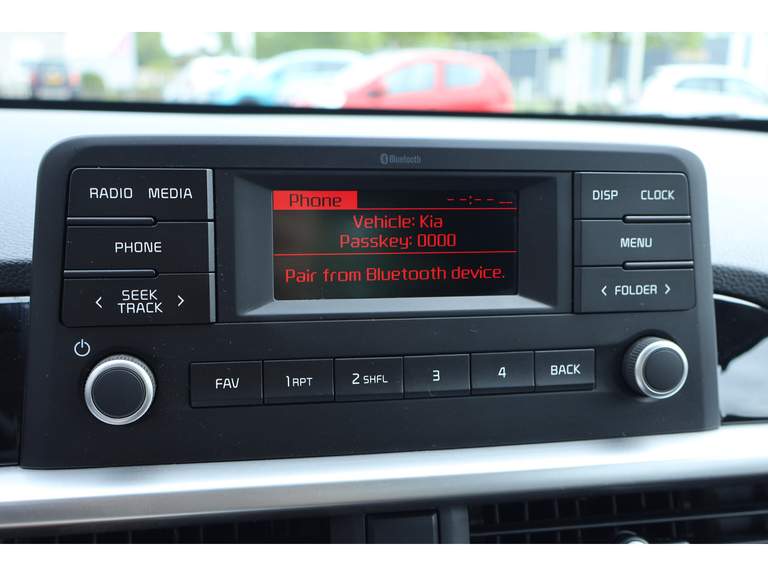 Bluetooth
RADIO MEDIA
Phone --:-- __
DISP CLOCK
Vehicle: Kia
Passkey: 0000
PHONE
MENU
Pair from Bluetooth device.
< SEEK TRACK >
< FOLDER >
FAV 1 RPT 2 SHFL 3 4 BACK